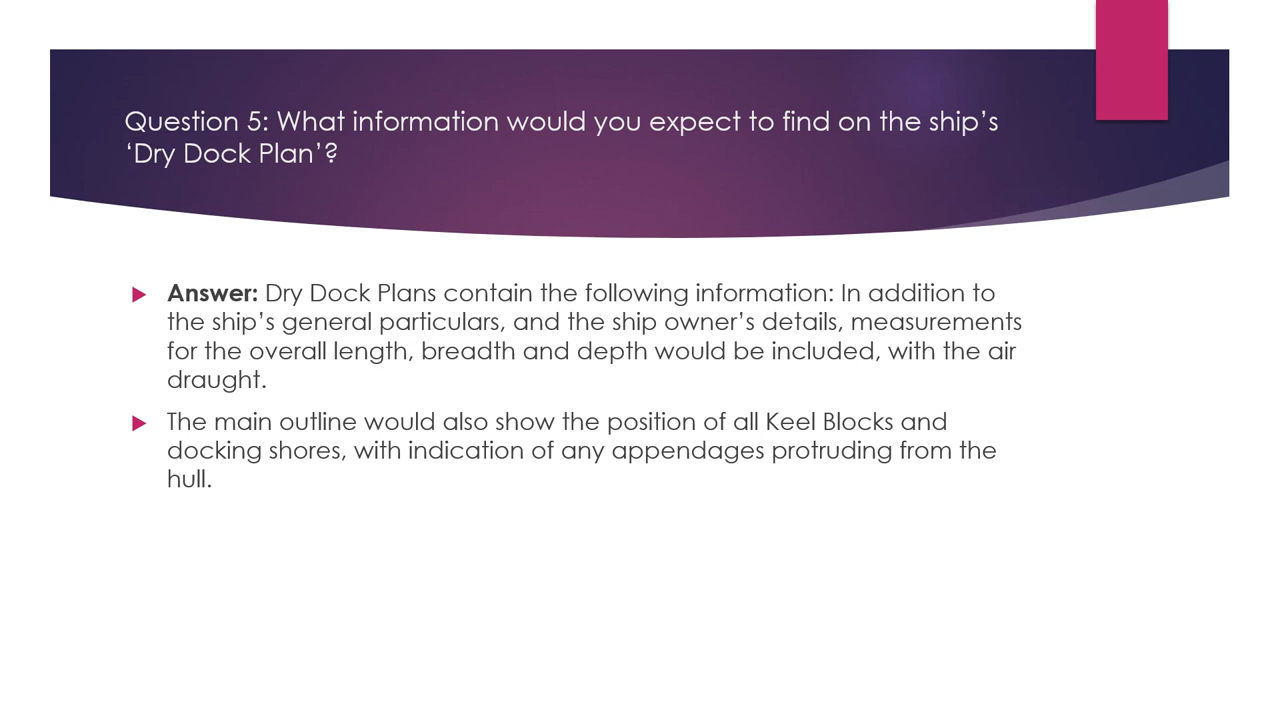 Question 5: What information would you expect to find on the ship’s
‘Dry Dock Plan’?
Answer: Dry Dock Plans contain the following information: In addition to
the ship’s general particulars, and the ship owner’s details, measurements
for the overall length, breadth and depth would be included, with the air
draught.
The main outline would also show the position of all Keel Blocks and
docking shores, with indication of any appendages protruding from the
hull.